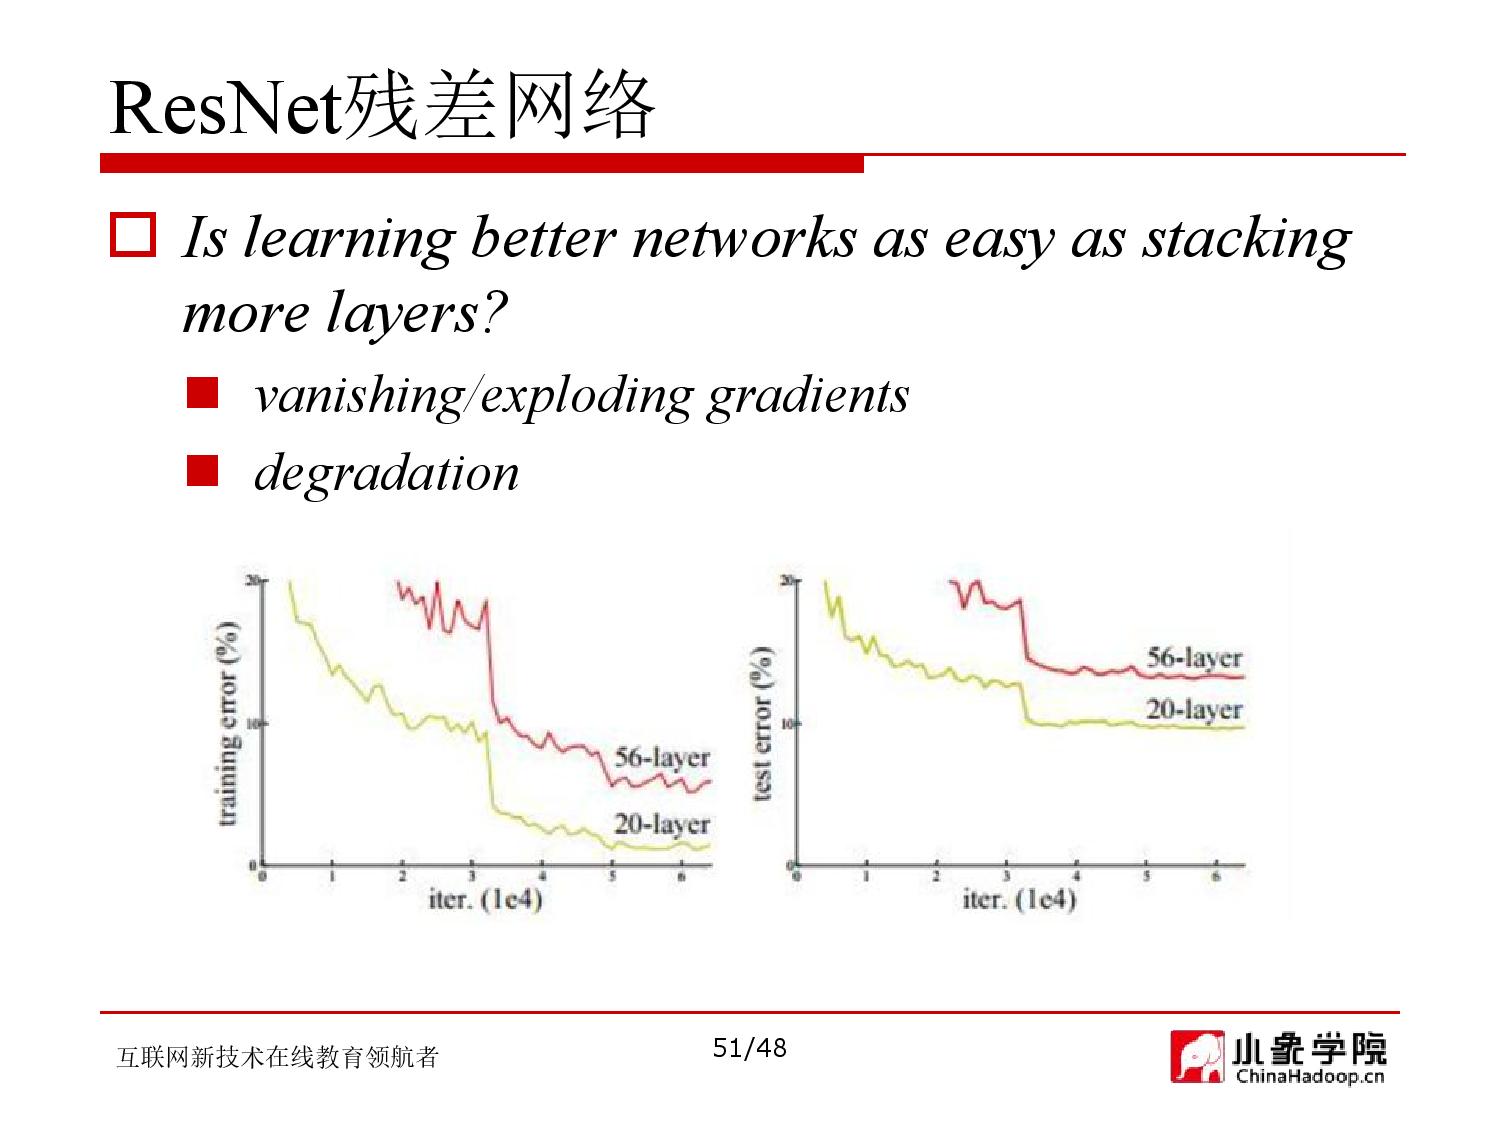 ResNet残差网络
Is learning better networks as easy as stacking
more layers?
vanishing/exploding gradients
degradation
20
10
0
training error (%)
56-layer
20-layer
0 1 2 3 4 5 6
iter. (1e4)
20
10
0
test error (%)
56-layer
20-layer
0 1 2 3 4 5 6
iter. (1e4)
互联网新技术在线教育领航者
51/48
小象学院
ChinaHadoop.cn